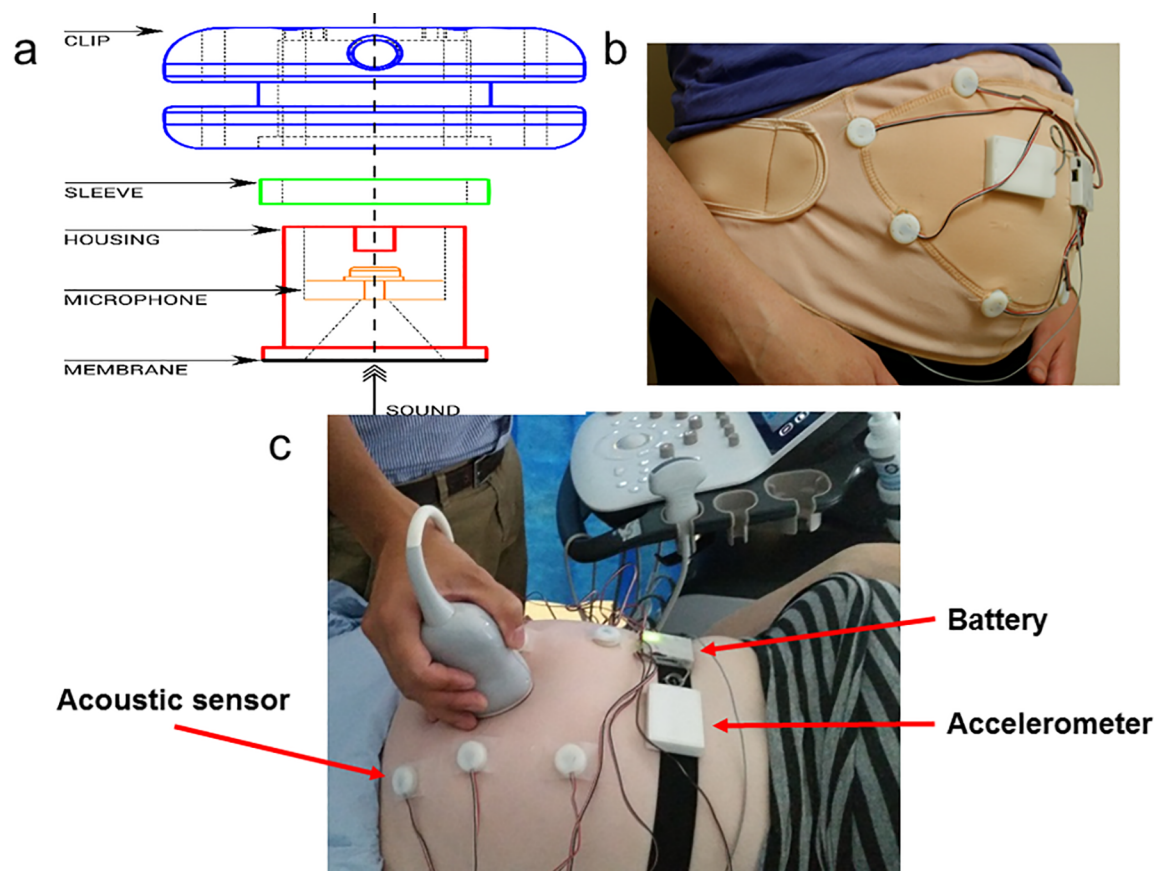 a
CLIP
SLEEVE
HOUSING
MICROPHONE
MEMBRANE
SOUND
b
c
Battery
Acoustic sensor
Accelerometer